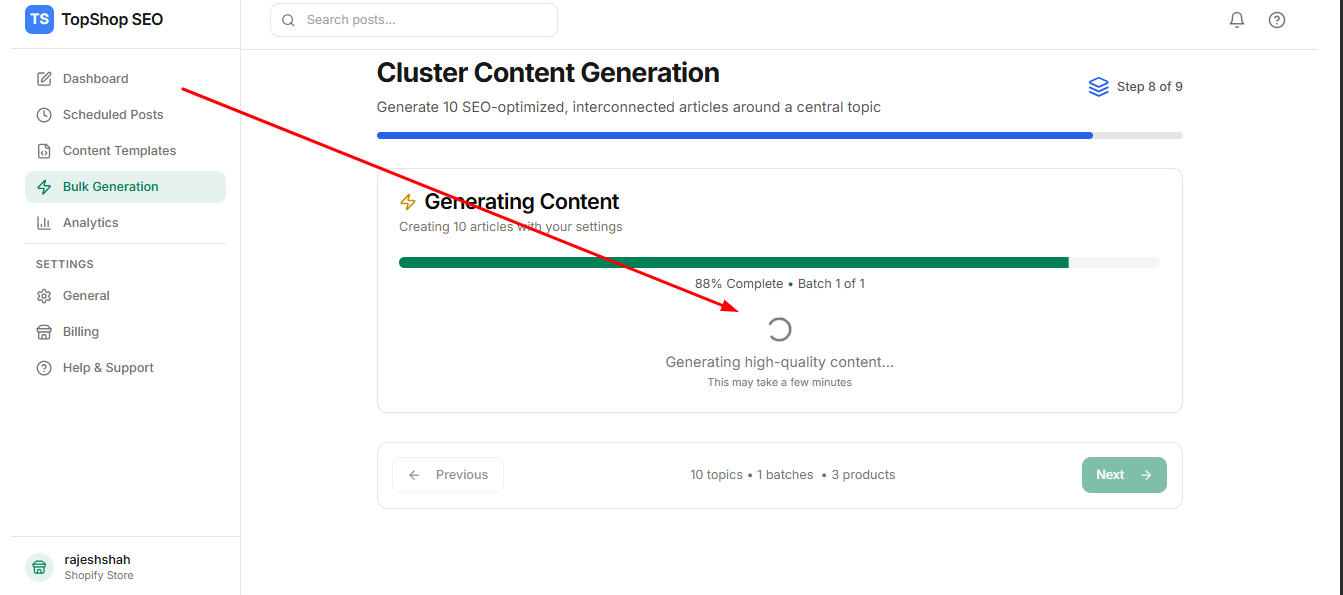 TS TopShop SEO
Search posts...
Dashboard
Scheduled Posts
Content Templates
Bulk Generation
Analytics
SETTINGS
General
Billing
Help & Support
rajeshshah
Shopify Store
Cluster Content Generation
Generate 10 SEO-optimized, interconnected articles around a central topic
Step 8 of 9
Generating Content
Creating 10 articles with your settings
88% Complete • Batch 1 of 1
Generating high-quality content...
This may take a few minutes
Previous
10 topics • 1 batches • 3 products
Next